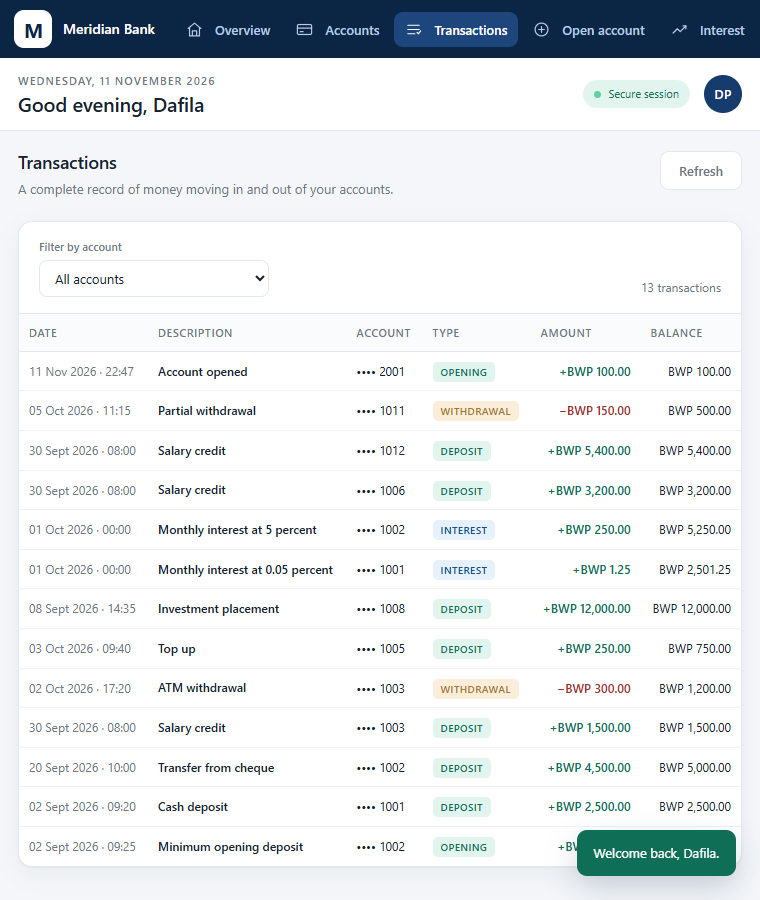 M Meridian Bank Overview Accounts Transactions Open account Interest
WEDNESDAY, 11 NOVEMBER 2026
Good evening, Dafila
Secure session DP
Transactions
A complete record of money moving in and out of your accounts.
Refresh
Filter by account
All accounts
13 transactions
DATE DESCRIPTION ACCOUNT TYPE AMOUNT BALANCE
11 Nov 2026 · 22:47 Account opened •••• 2001 OPENING +BWP 100.00 BWP 100.00
05 Oct 2026 · 11:15 Partial withdrawal •••• 1011 WITHDRAWAL −BWP 150.00 BWP 500.00
30 Sept 2026 · 08:00 Salary credit •••• 1012 DEPOSIT +BWP 5,400.00 BWP 5,400.00
30 Sept 2026 · 08:00 Salary credit •••• 1006 DEPOSIT +BWP 3,200.00 BWP 3,200.00
01 Oct 2026 · 00:00 Monthly interest at 5 percent •••• 1002 INTEREST +BWP 250.00 BWP 5,250.00
01 Oct 2026 · 00:00 Monthly interest at 0.05 percent •••• 1001 INTEREST +BWP 1.25 BWP 2,501.25
08 Sept 2026 · 14:35 Investment placement •••• 1008 DEPOSIT +BWP 12,000.00 BWP 12,000.00
03 Oct 2026 · 09:40 Top up •••• 1005 DEPOSIT +BWP 250.00 BWP 750.00
02 Oct 2026 · 17:20 ATM withdrawal •••• 1003 WITHDRAWAL −BWP 300.00 BWP 1,200.00
30 Sept 2026 · 08:00 Salary credit •••• 1003 DEPOSIT +BWP 1,500.00 BWP 1,500.00
20 Sept 2026 · 10:00 Transfer from cheque •••• 1002 DEPOSIT +BWP 4,500.00 BWP 5,000.00
02 Sept 2026 · 09:20 Cash deposit •••• 1001 DEPOSIT +BWP 2,500.00 BWP 2,500.00
02 Sept 2026 · 09:25 Minimum opening deposit •••• 1002 OPENING
Welcome back, Dafila.